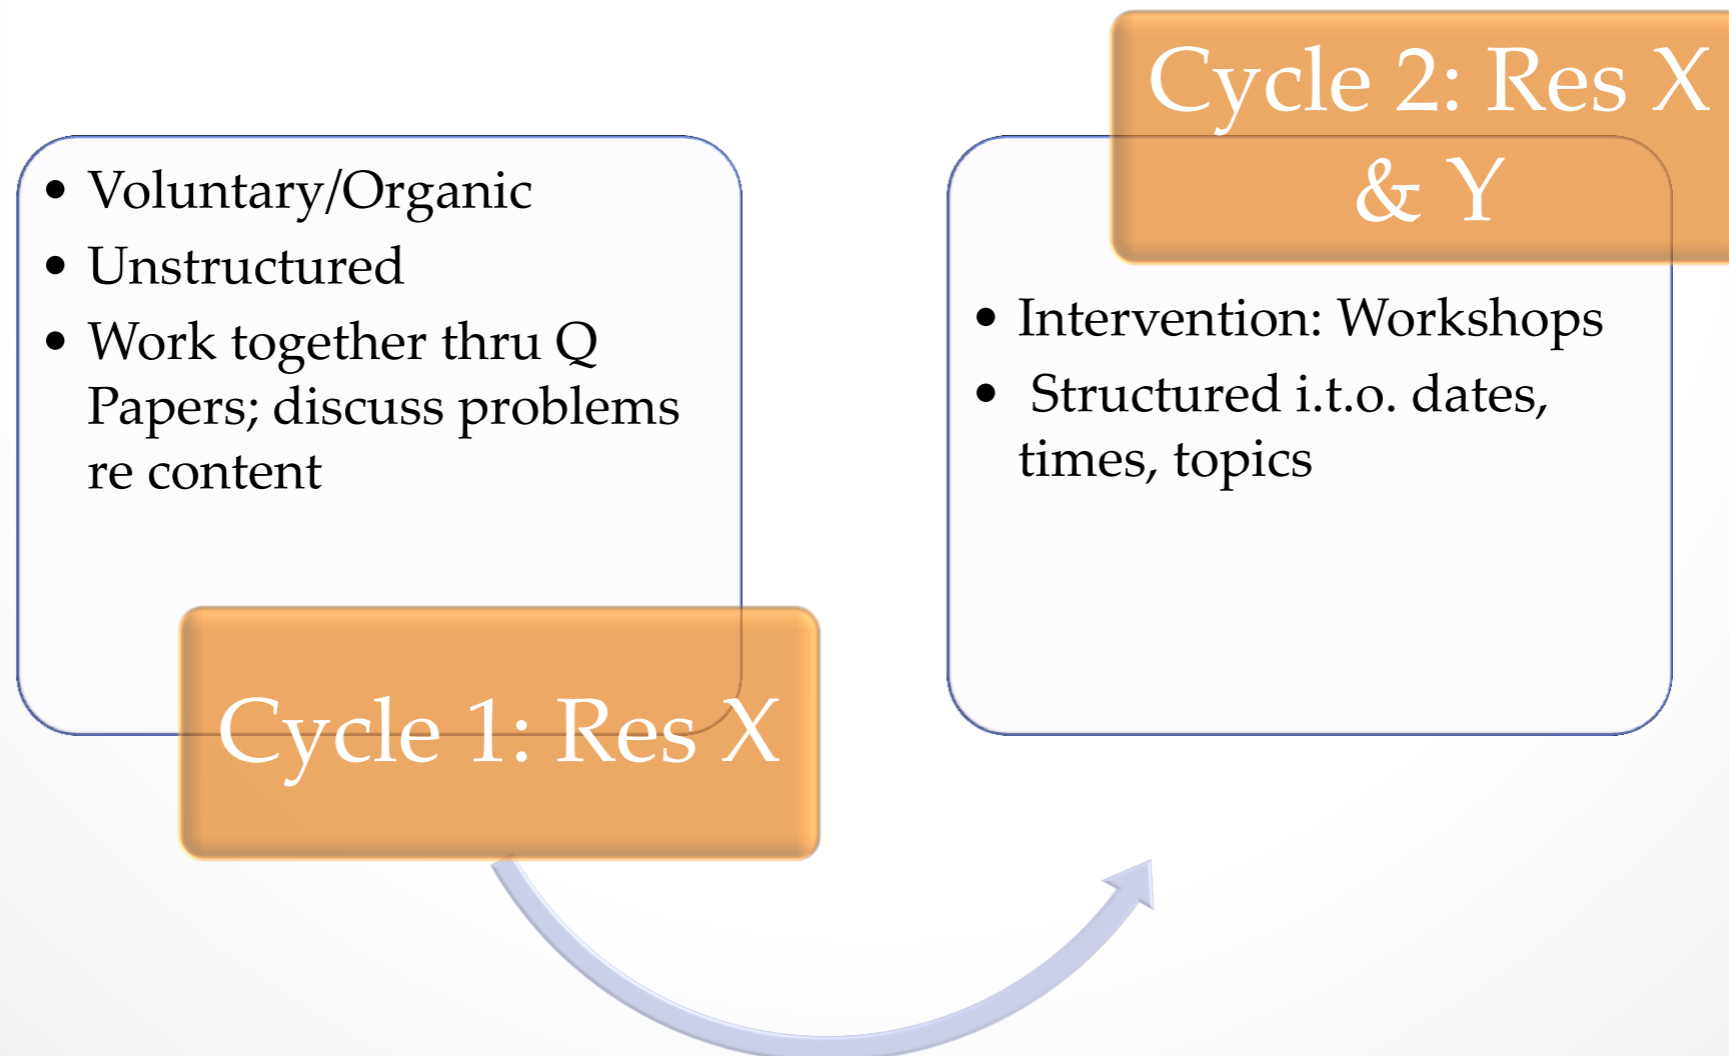 • Voluntary/Organic
• Unstructured
• Work together thru Q
Papers; discuss problems
re content
Cycle 1: Res X
Cycle 2: Res X
& Y
• Intervention: Workshops
• Structured i.t.o. dates,
times, topics